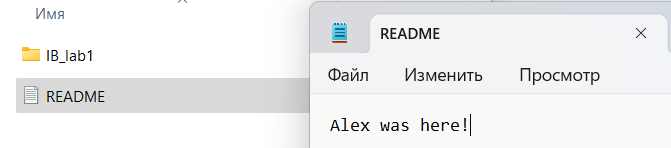 Имя
IB_lab1
README
README
Файл Изменить Просмотр
Alex was here!